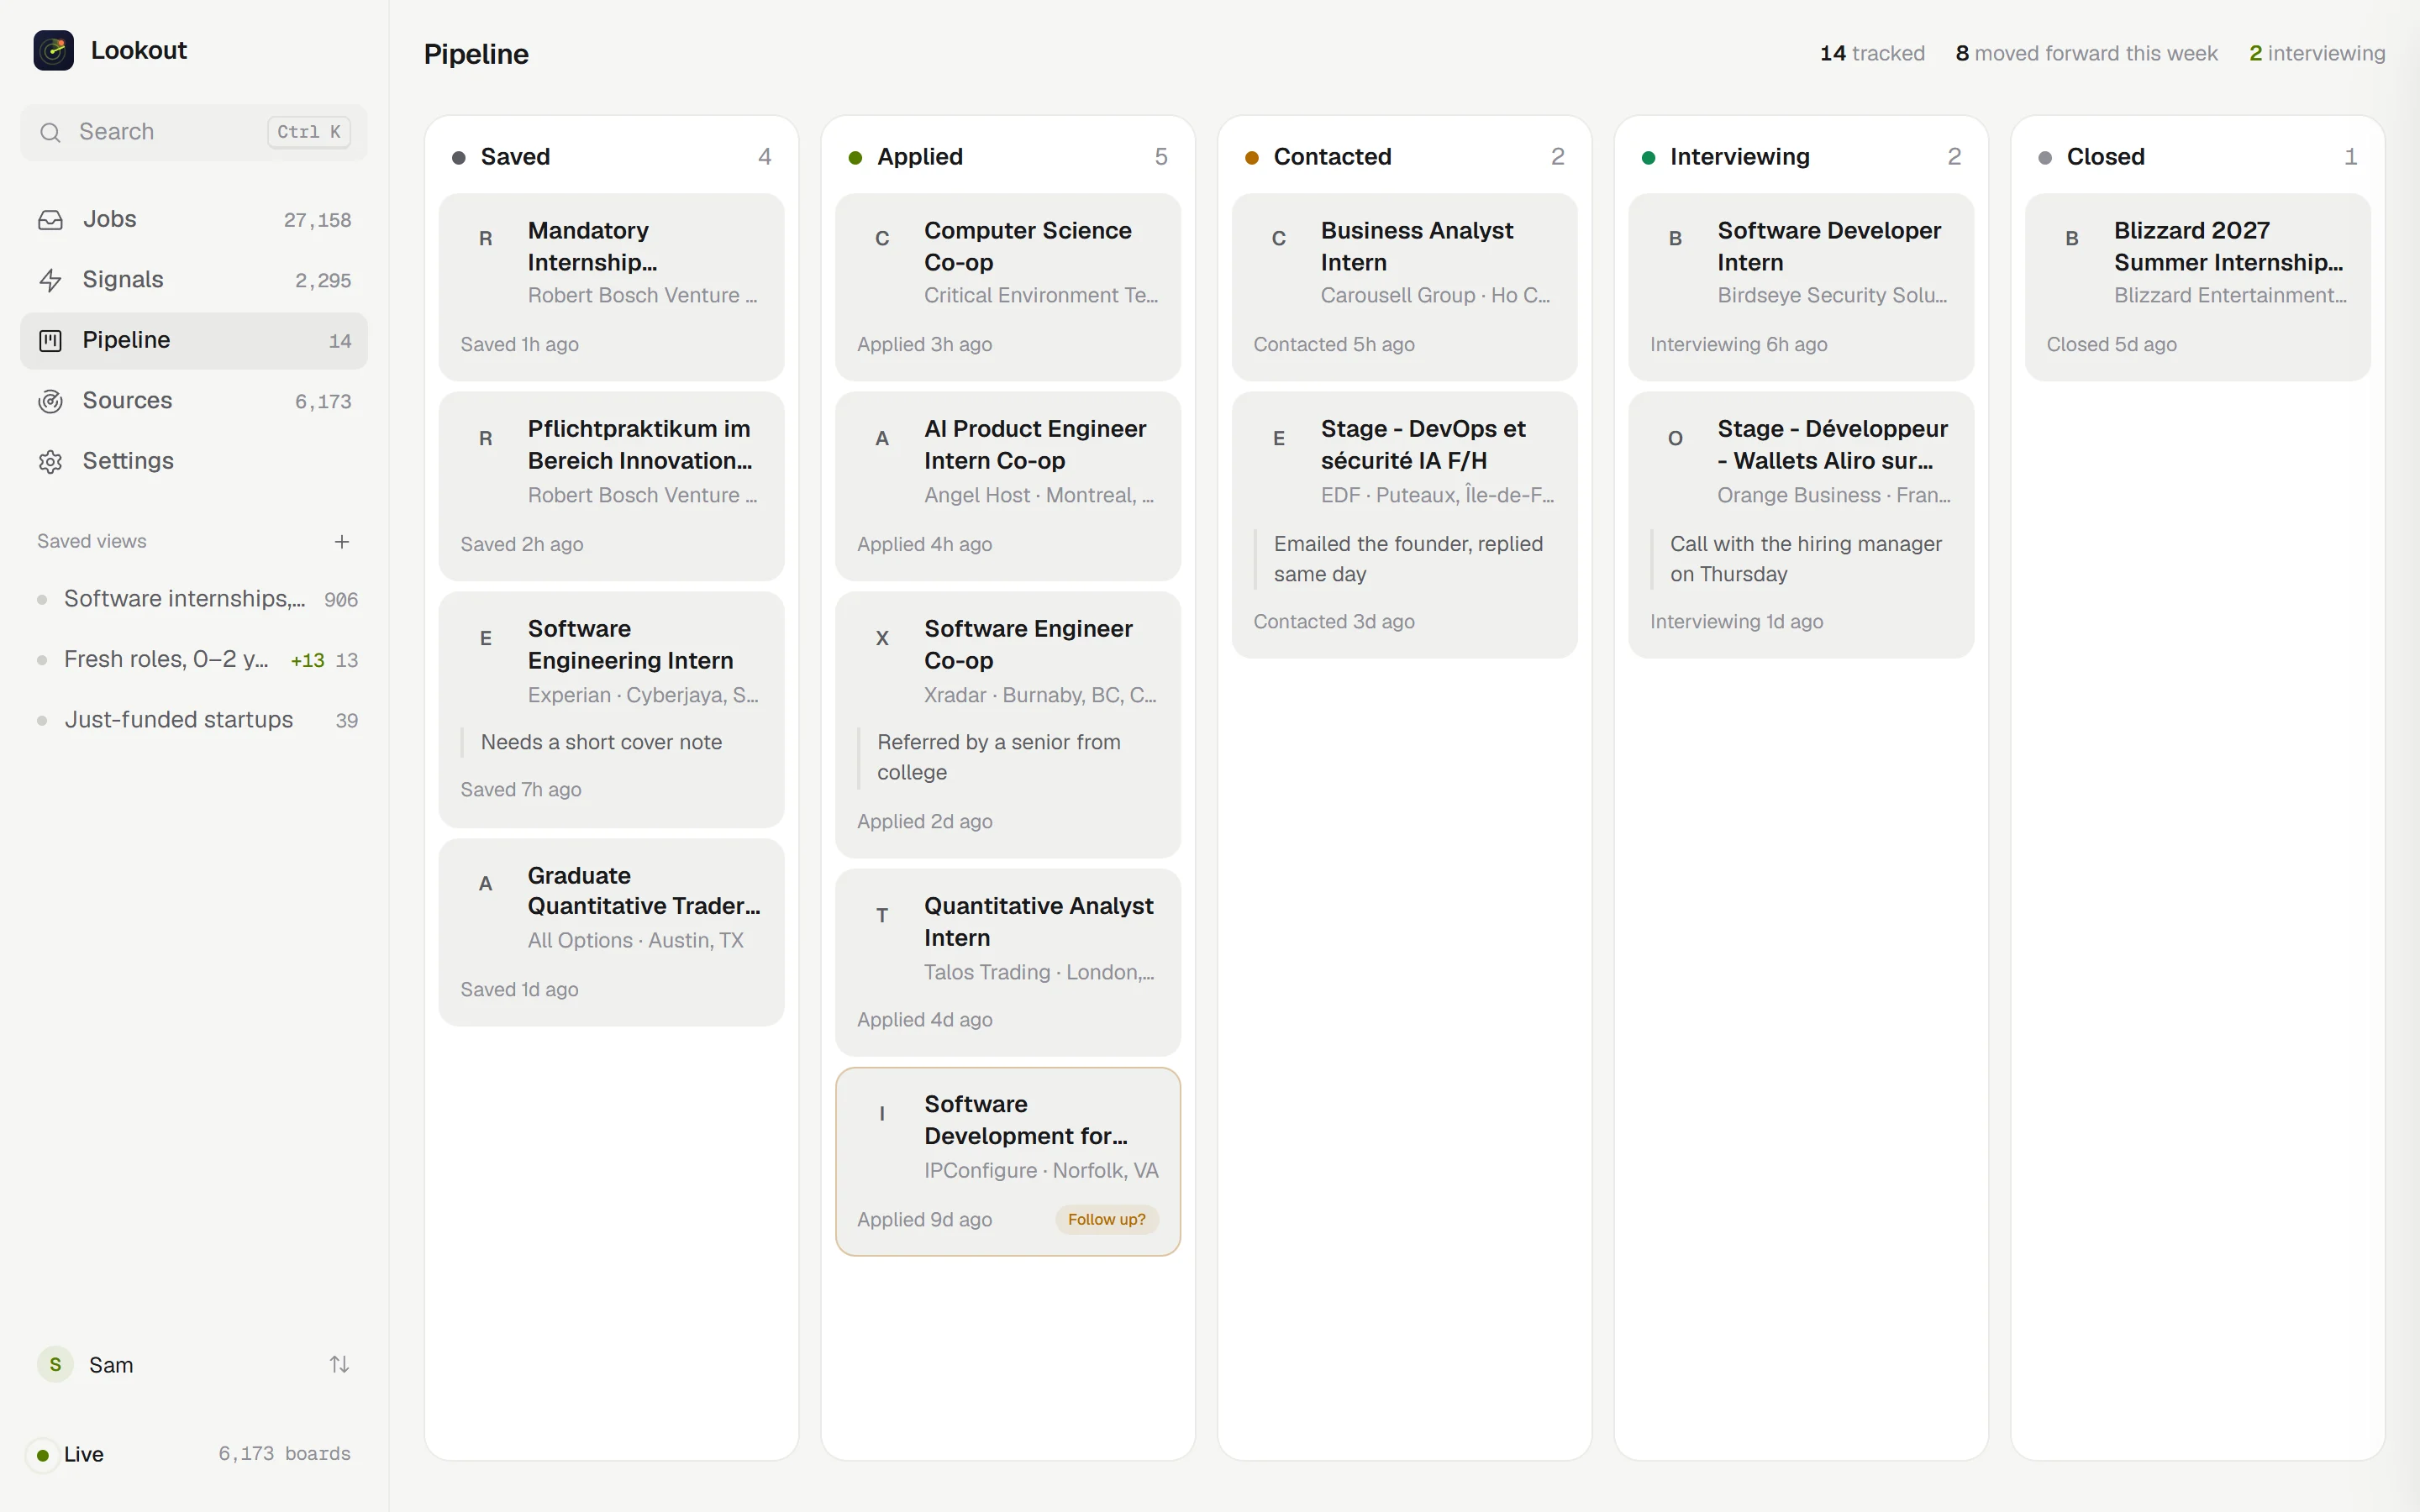 Lookout
Search
Ctrl K
Jobs 27,158
Signals 2,295
Pipeline 14
Sources 6,173
Settings
Saved views
Software internships,... 906
Fresh roles, 0–2 y... +13 13
Just-funded startups 39
S Sam
Live 6,173 boards
Pipeline
14 tracked 8 moved forward this week 2 interviewing
Saved 4
R
Mandatory
Internship...
Robert Bosch Venture ...
Saved 1h ago
R
Pflichtpraktikum im
Bereich Innovation...
Robert Bosch Venture ...
Saved 2h ago
E
Software
Engineering Intern
Experian · Cyberjaya, S...
Needs a short cover note
Saved 7h ago
A
Graduate
Quantitative Trader...
All Options · Austin, TX
Saved 1d ago
Applied 5
C
Computer Science
Co-op
Critical Environment Te...
Applied 3h ago
A
AI Product Engineer
Intern Co-op
Angel Host · Montreal, ...
Applied 4h ago
X
Software Engineer
Co-op
Xradar · Burnaby, BC, C...
Referred by a senior from
college
Applied 2d ago
T
Quantitative Analyst
Intern
Talos Trading · London,...
Applied 4d ago
I
Software
Development for...
IPConfigure · Norfolk, VA
Applied 9d ago Follow up?
Contacted 2
C
Business Analyst
Intern
Carousell Group · Ho C...
Contacted 5h ago
E
Stage - DevOps et
sécurité IA F/H
EDF · Puteaux, Île-de-F...
Emailed the founder, replied
same day
Contacted 3d ago
Interviewing 2
B
Software Developer
Intern
Birdseye Security Solu...
Interviewing 6h ago
O
Stage - Développeur
- Wallets Aliro sur...
Orange Business · Fran...
Call with the hiring manager
on Thursday
Interviewing 1d ago
Closed 1
B
Blizzard 2027
Summer Internship...
Blizzard Entertainment...
Closed 5d ago